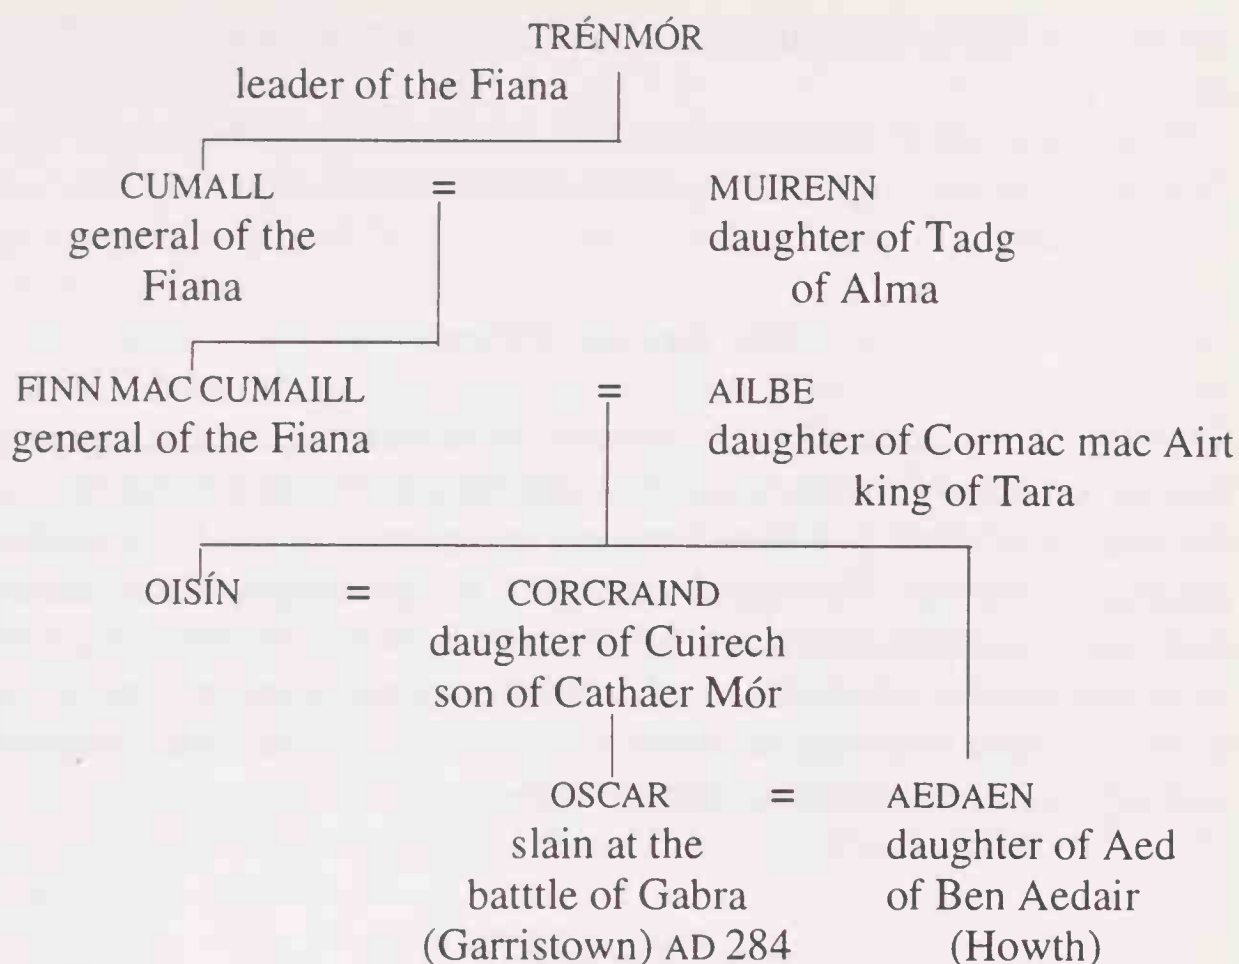 TRÉNMÓR
leader of the Fiana
CUMALL = MUIRENN
general of the daughter of Tadg
Fiana of Alma
FINN MAC CUMAILL = AILBE
general of the Fiana daughter of Cormac mac Airt
king of Tara
OISÍN = CORCRAIND
daughter of Cuirech
son of Cathaer Mór
OSCAR = AEDAEN
slain at the daughter of Aed
batttle of Gabra of Ben Aedair
(Garristown) AD 284 (Howth)